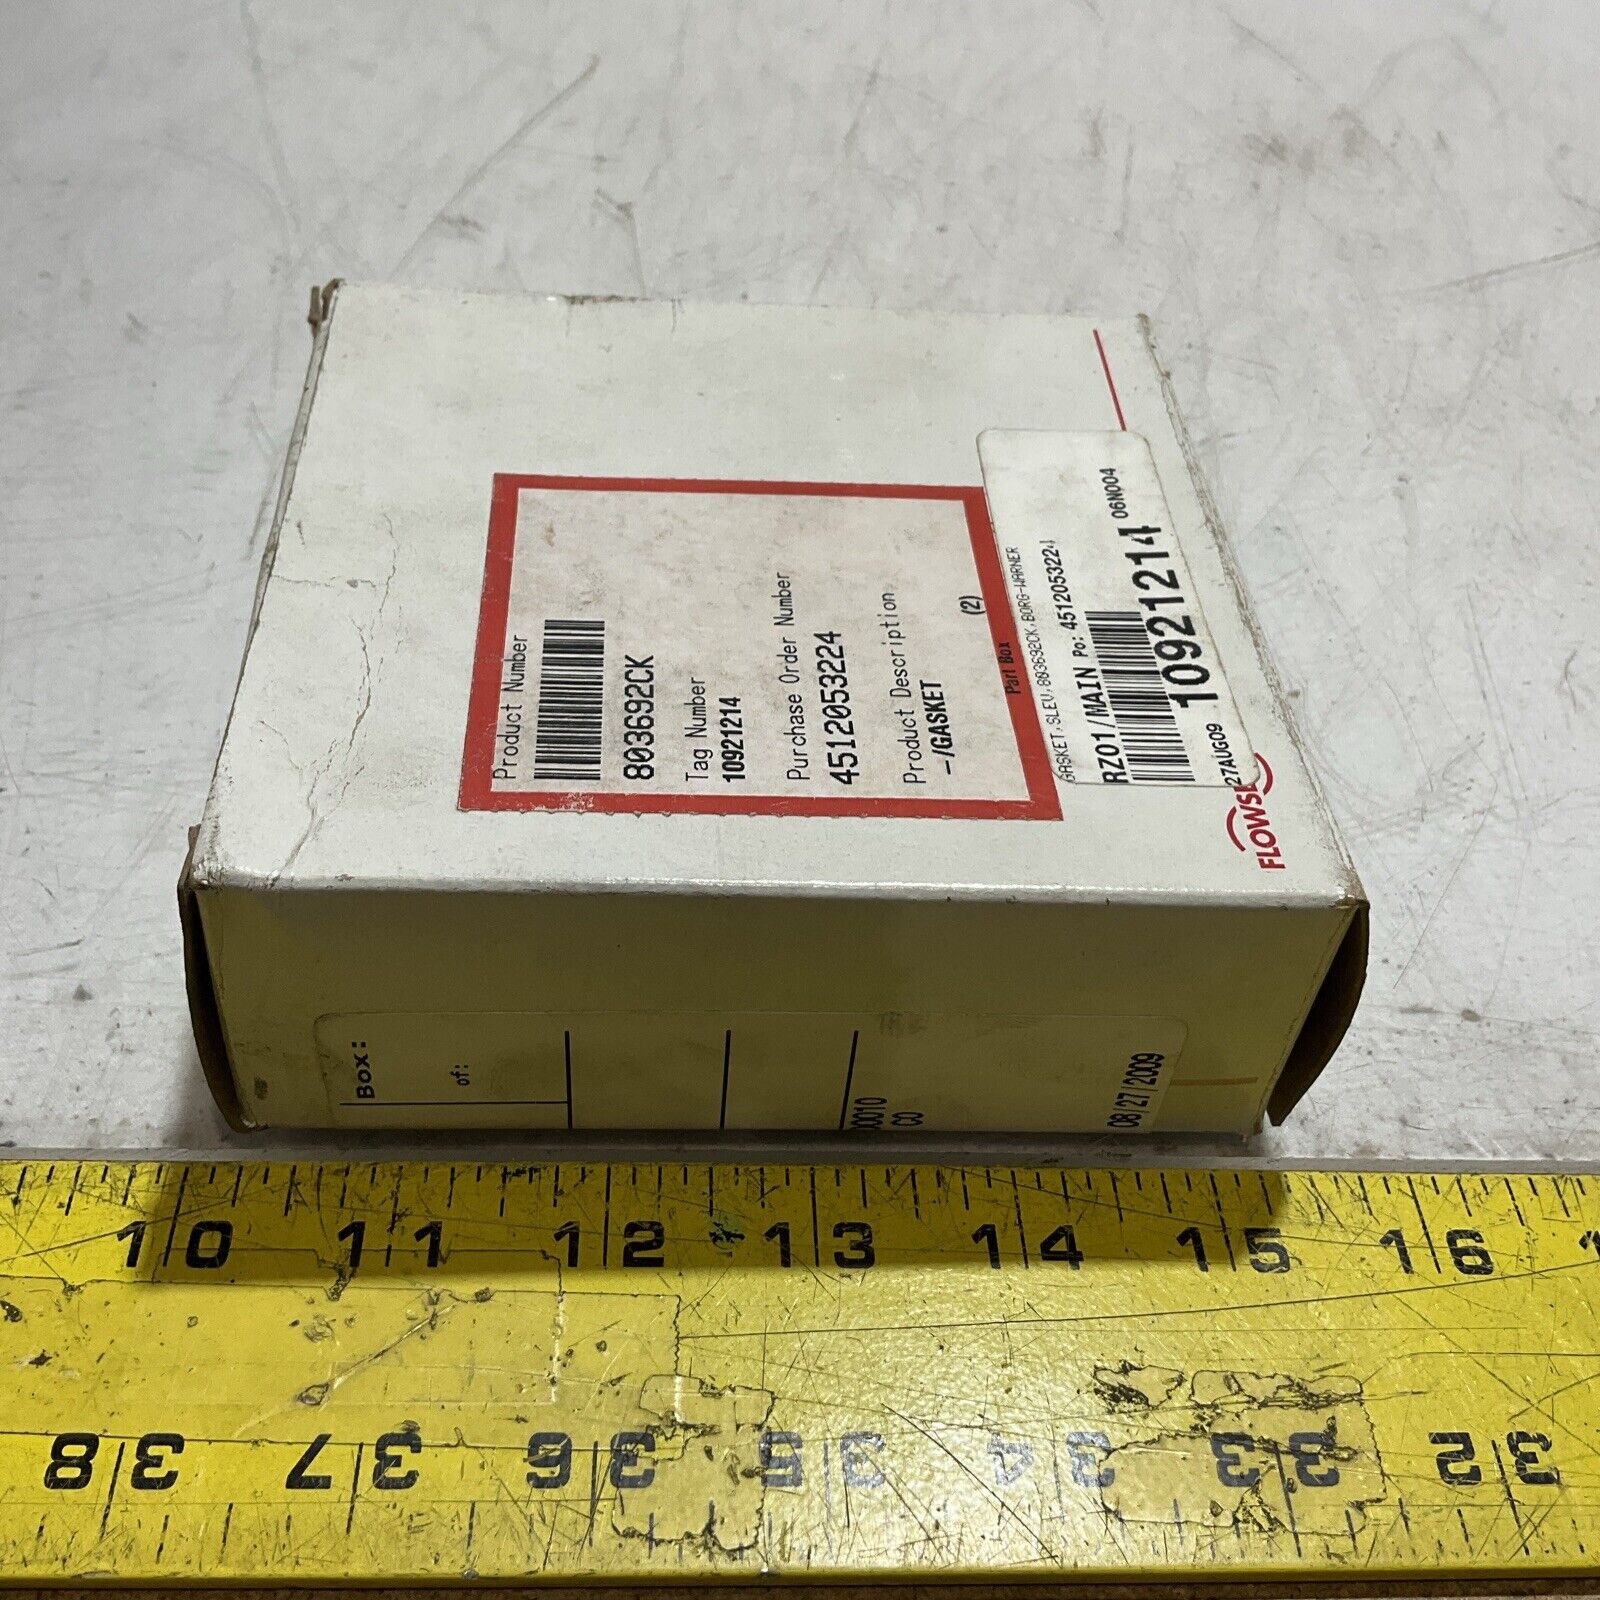 Product Number
803692CK
Tag Number
10921214
Purchase Order Number
4512053224
Product Description
-/GASKET
(2)
Part Box
GASKET,SLEV,803692CK,BORG-WARNER
RZ01/MAIN Po: 4512053224
27AUG09 10921214 06N004
Box:
of:
00010
CO
08/27/2009
10 11 12 13 14 15 16
38 37 36 35 34 33 32